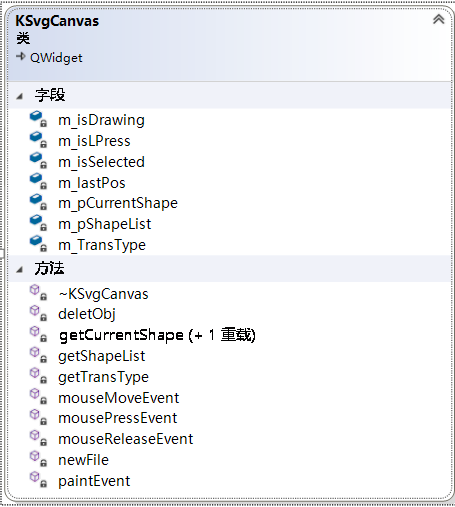 KSvgCanvas
类
QWidget
字段
m_isDrawing
m_isLPress
m_isSelected
m_lastPos
m_pCurrentShape
m_pShapeList
m_TransType
方法
~KSvgCanvas
deletObj
getCurrentShape (+ 1 重载)
getShapeList
getTransType
mouseMoveEvent
mousePressEvent
mouseReleaseEvent
newFile
paintEvent